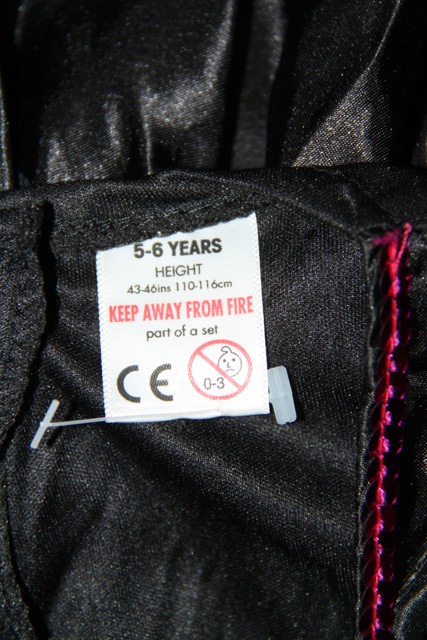 5-6 YEARS
HEIGHT
43-46ins 110-116cm
KEEP AWAY FROM FIRE
part of a set
CE
0-3